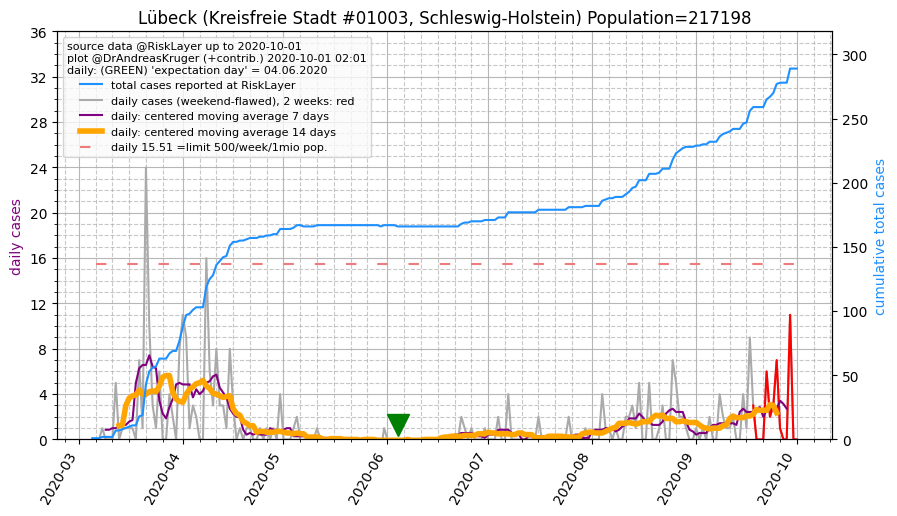 Lübeck (Kreisfreie Stadt #01003, Schleswig-Holstein) Population=217198
source data @RiskLayer up to 2020-10-01
plot @DrAndreasKruger (+contrib.) 2020-10-01 02:01
daily: (GREEN) 'expectation day' = 04.06.2020
total cases reported at RiskLayer
daily cases (weekend-flawed), 2 weeks: red
daily: centered moving average 7 days
daily: centered moving average 14 days
daily 15.51 =limit 500/week/1mio pop.
daily cases
36
32
28
24
20
16
12
8
4
0
cumulative total cases
300
250
200
150
100
50
0
2020-03
2020-04
2020-05
2020-06
2020-07
2020-08
2020-09
2020-10